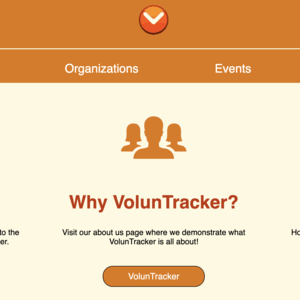 Organizations Events
Why VolunTracker?
to the
er.
Visit our about us page where we demonstrate what
VolunTracker is all about!
Ho
VolunTracker